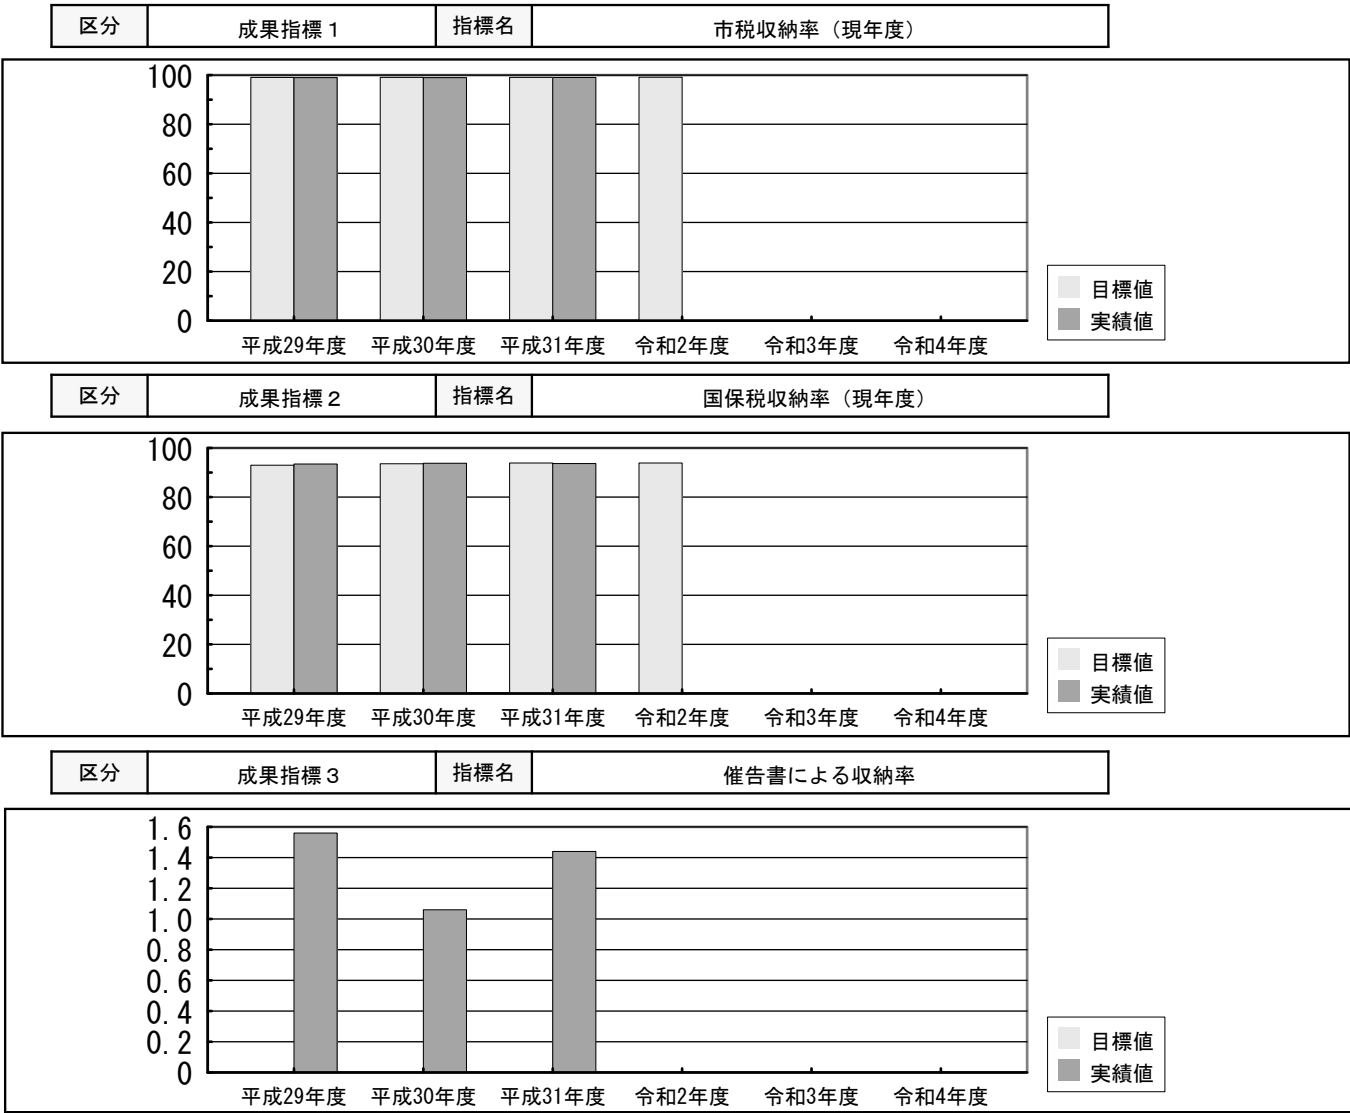 区分 成果指標１ 指標名 市税収納率（現年度）
100
80
60
40
20
0
平成29年度 平成30年度 平成31年度 令和2年度 令和3年度 令和4年度
目標値
実績値
区分 成果指標２ 指標名 国保税収納率（現年度）
100
80
60
40
20
0
平成29年度 平成30年度 平成31年度 令和2年度 令和3年度 令和4年度
目標値
実績値
区分 成果指標３ 指標名 催告書による収納率
1.6
1.4
1.2
1.0
0.8
0.6
0.4
0.2
0
平成29年度 平成30年度 平成31年度 令和2年度 令和3年度 令和4年度
目標値
実績値